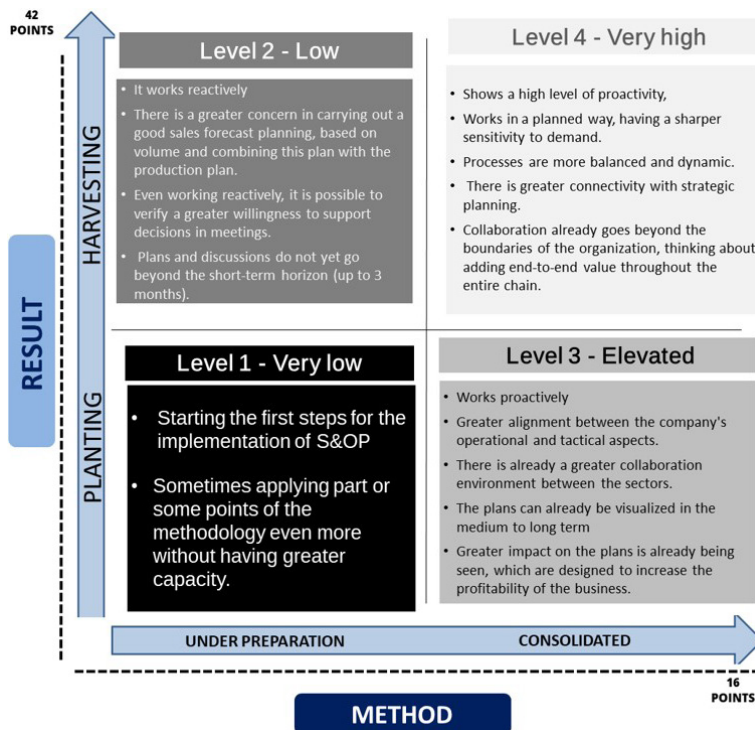 42
POINTS
Level 2 - Low
• It works reactively
• There is a greater concern in carrying out a
good sales forecast planning, based on
volume and combining this plan with the
production plan.
• Even working reactively, it is possible to
verify a greater willingness to support
decisions in meetings.
• Plans and discussions do not yet go
beyond the short-term horizon (up to 3
months).
Level 4 - Very high
• Shows a high level of proactivity,
• Works in a planned way, having a sharper
sensitivity to demand.
• Processes are more balanced and dynamic.
• There is greater connectivity with strategic
planning.
• Collaboration already goes beyond the
boundaries of the organization, thinking about
adding end-to-end value throughout the
entire chain.
HARVESTING
RESULT
PLANTING
Level 1 - Very low
• Starting the first steps for the
implementation of S&OP
• Sometimes applying part or
some points of the
methodology even more
without having greater
capacity.
Level 3 - Elevated
• Works proactively
• Greater alignment between the company's
operational and tactical aspects.
• There is already a greater collaboration
environment between the sectors.
• The plans can already be visualized in the
medium to long term
• Greater impact on the plans is already being
seen, which are designed to increase the
profitability of the business.
UNDER PREPARATION
CONSOLIDATED
16
POINTS
METHOD